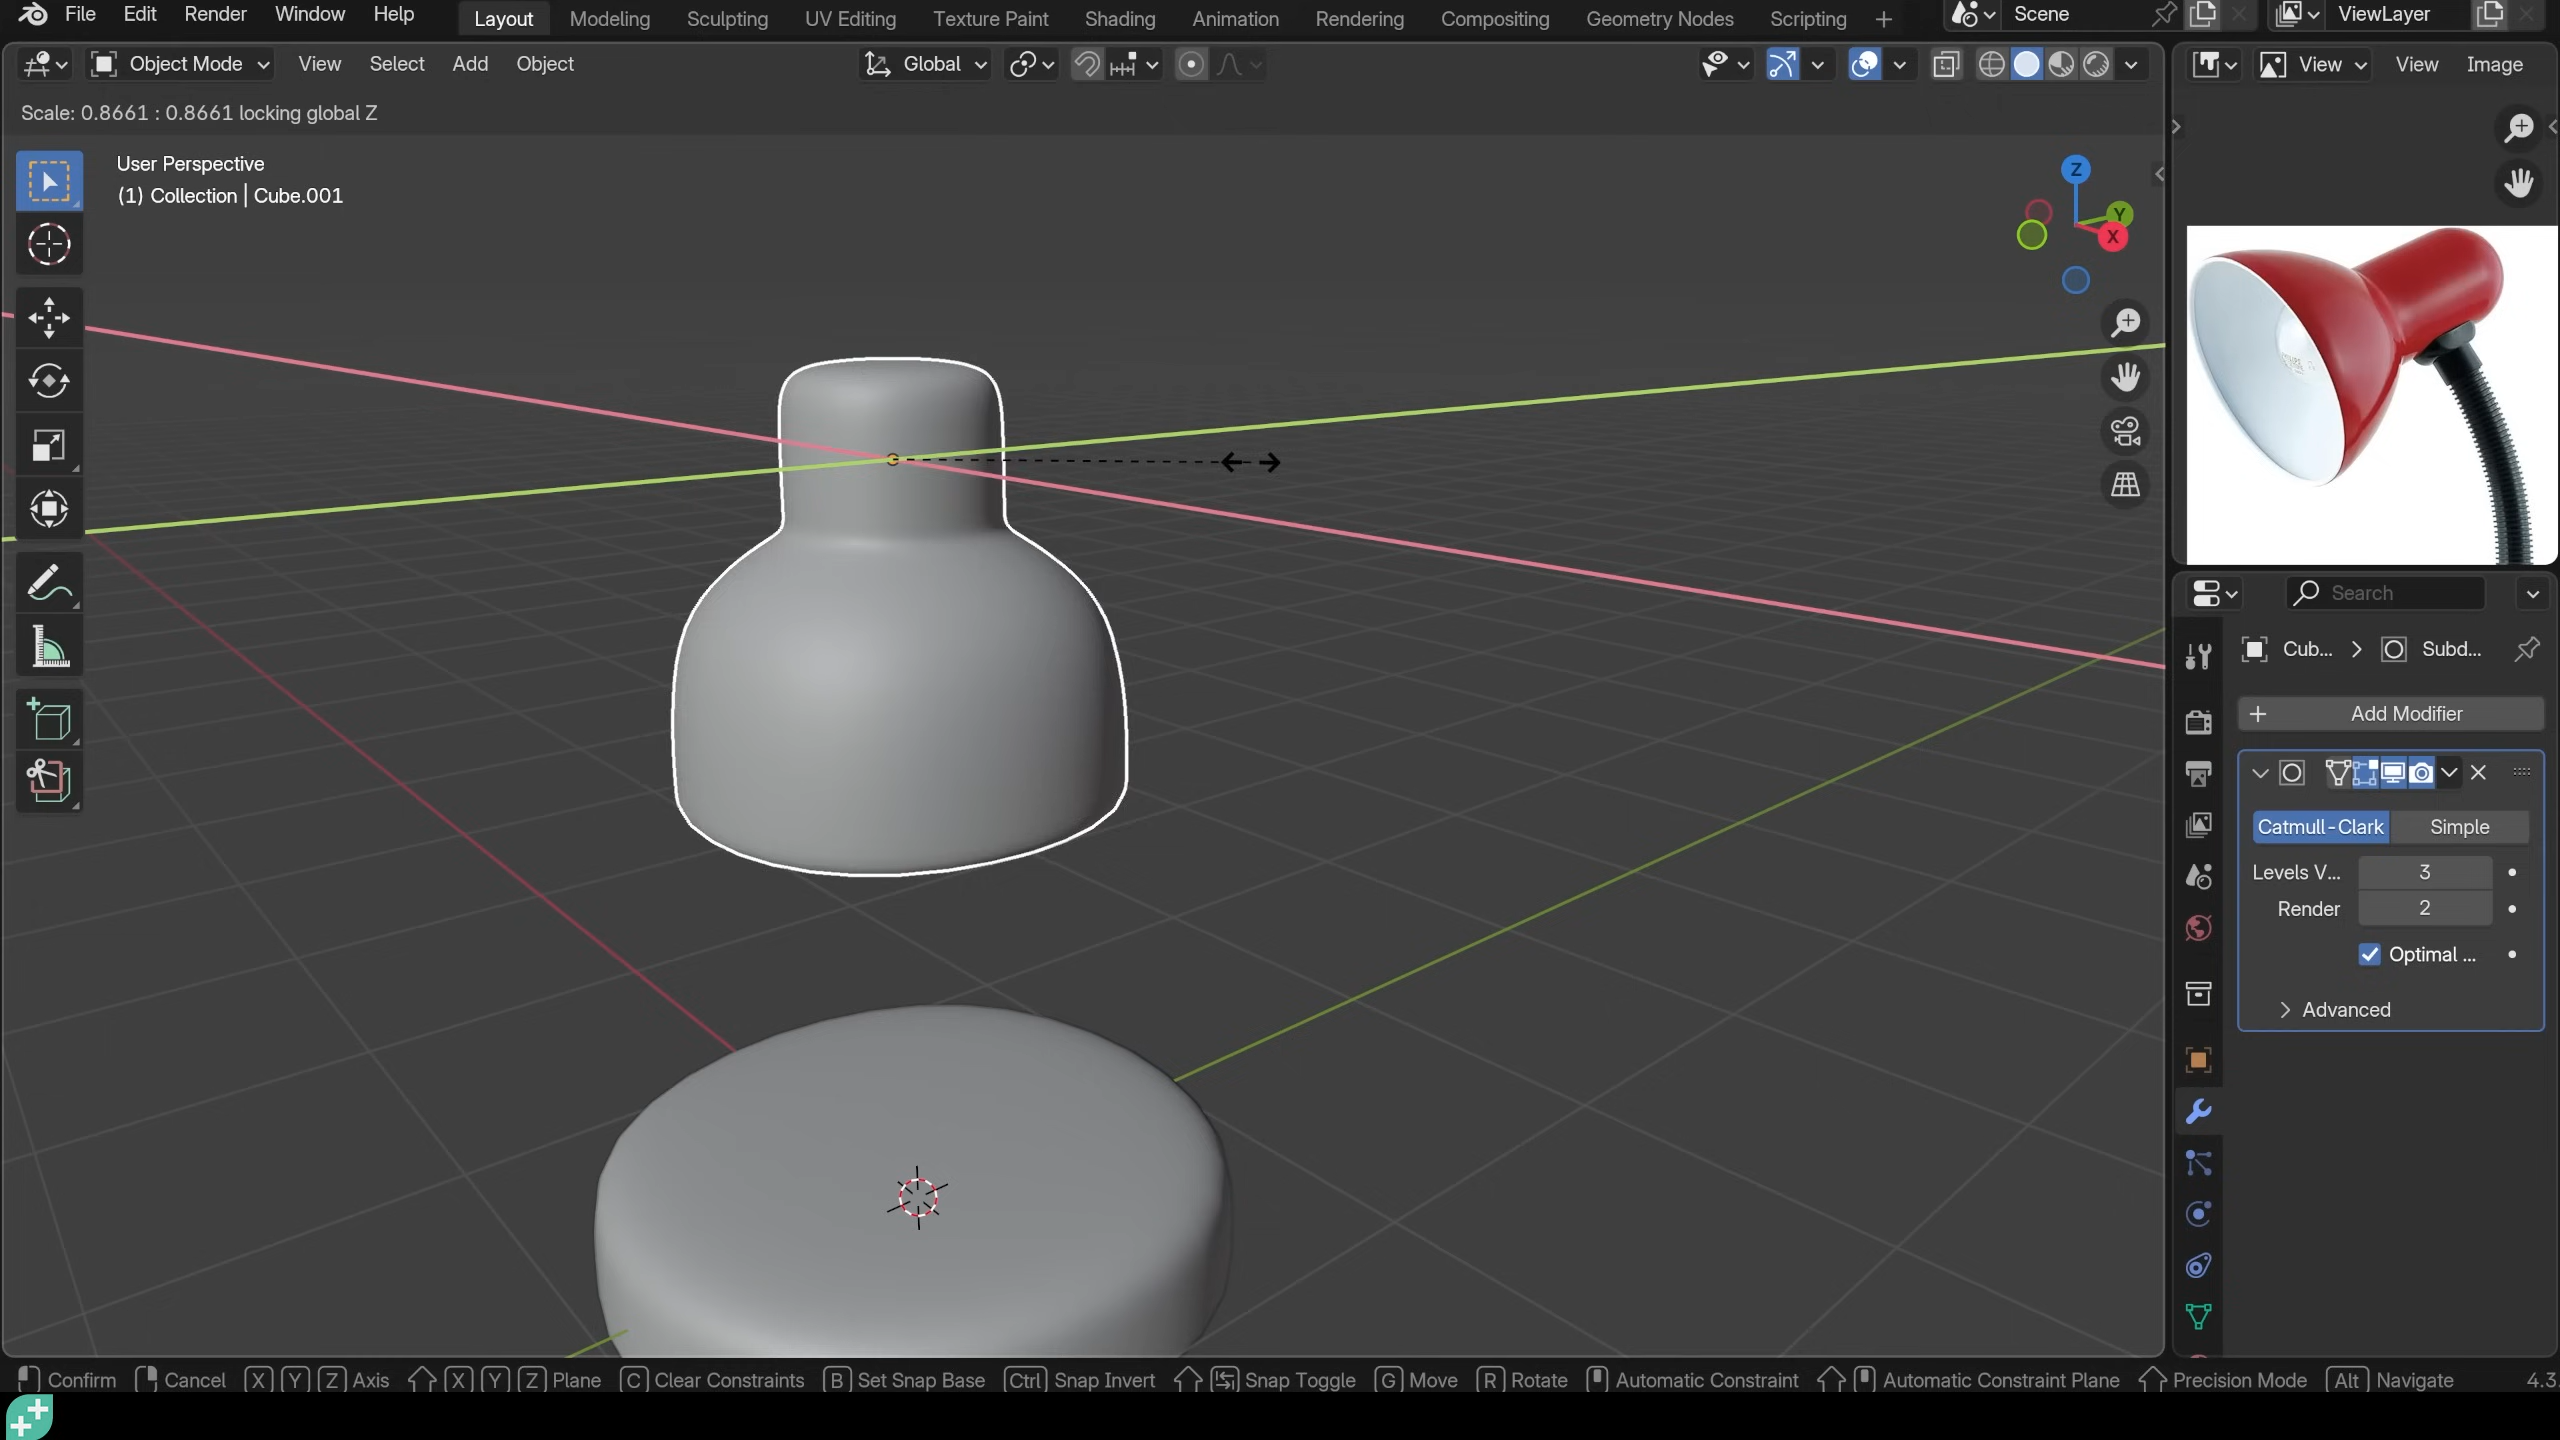 File Edit Render Window Help Layout Modeling Sculpting UV Editing Texture Paint Shading Animation Rendering Compositing Geometry Nodes Scripting + Scene ViewLayer
Object Mode View Select Add Object Global View View Image
Scale: 0.8661 : 0.8661 locking global Z
User Perspective
(1) Collection | Cube.001
Z
Y
X
Search
Cub... > Subd...
+ Add Modifier
Catmull-Clark Simple
Levels V... 3
Render 2
Optimal ...
Advanced
Confirm Cancel X Y Z Axis X Y Z Plane C Clear Constraints B Set Snap Base Ctrl Snap Invert Snap Toggle G Move R Rotate Automatic Constraint Automatic Constraint Plane Precision Mode Alt Navigate 4.3.